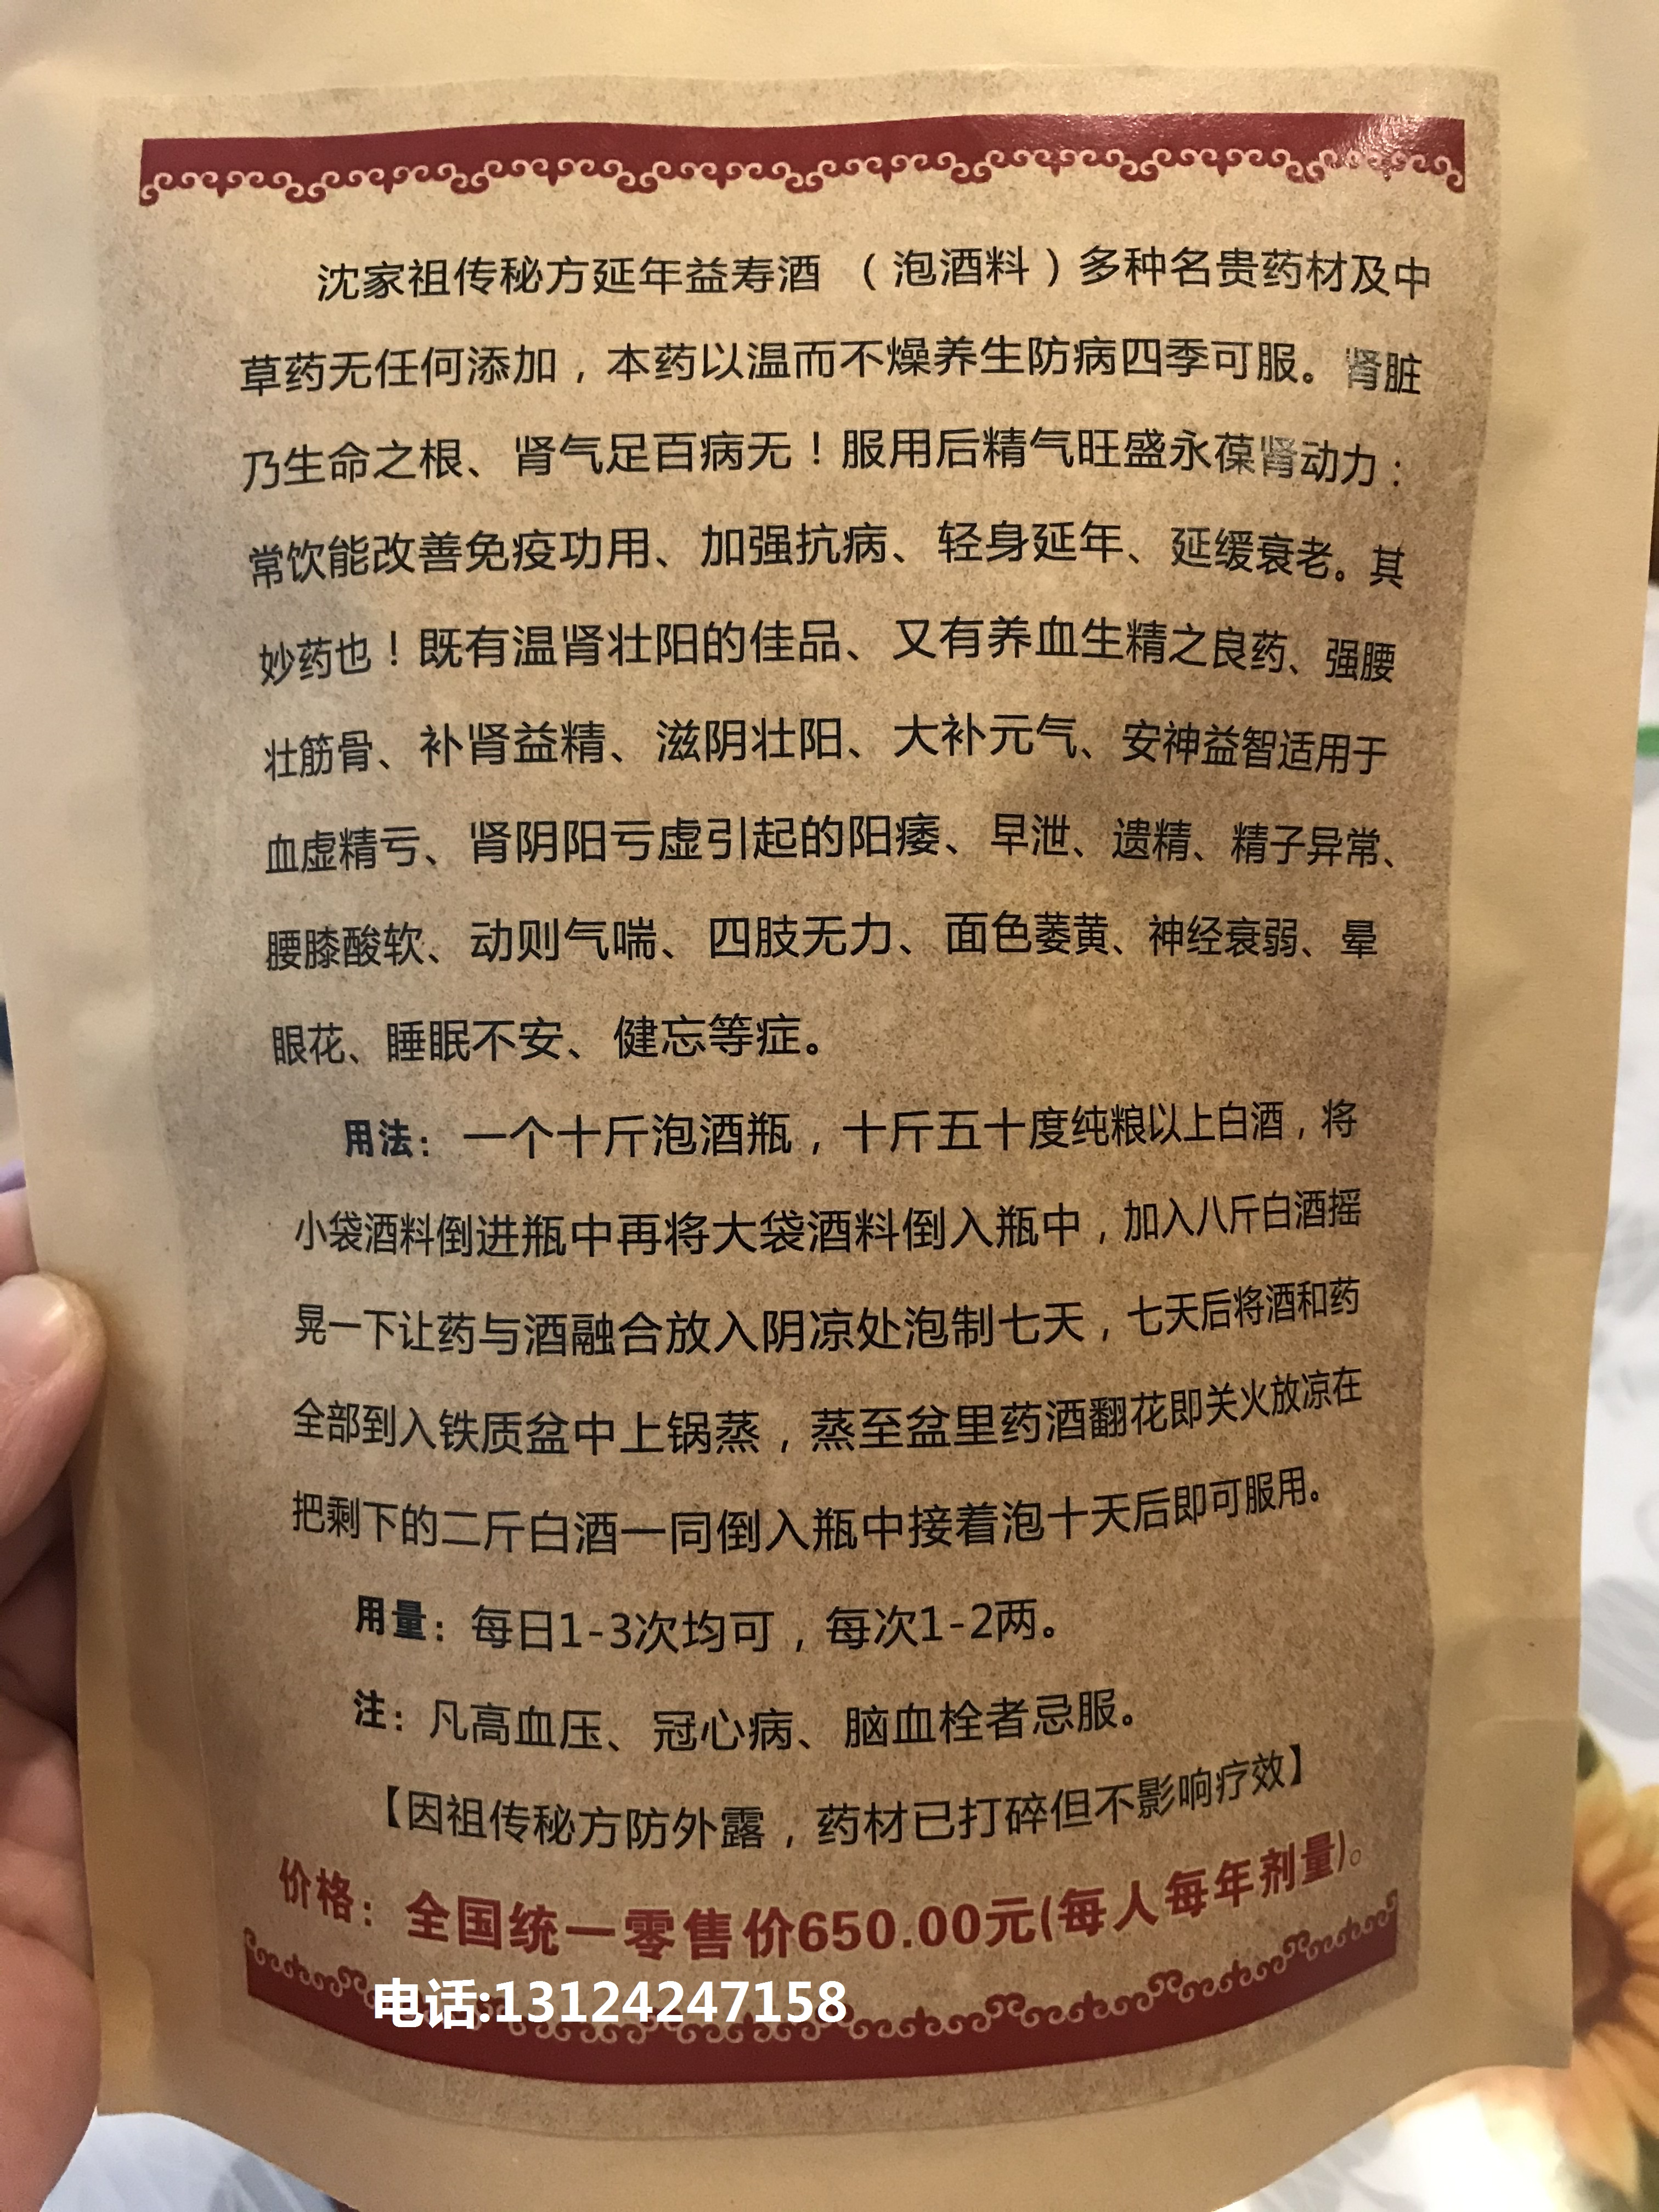 沈家祖传秘方延年益寿酒 （泡酒料）多种名贵药材及中
草药无任何添加，本药以温而不燥养生防病四季可服。肾脏
乃生命之根、肾气足百病无！服用后精气旺盛永葆肾动力：
常饮能改善免疫功用、加强抗病、轻身延年、延缓衰老。其
妙药也！既有温肾壮阳的佳品、又有养血生精之良药、强腰
壮筋骨、补肾益精、滋阴壮阳、大补元气、安神益智适用于
血虚精亏、肾阴阳亏虚引起的阳痿、早泄、遗精、精子异常、
腰膝酸软、动则气喘、四肢无力、面色萎黄、神经衰弱、晕
眼花、睡眠不安、健忘等症。
用法：一个十斤泡酒瓶，十斤五十度纯粮以上白酒，将
小袋酒料倒进瓶中再将大袋酒料倒入瓶中，加入八斤白酒摇
晃一下让药与酒融合放入阴凉处泡制七天，七天后将酒和药
全部到入铁质盆中上锅蒸，蒸至盆里药酒翻花即关火放凉在
把剩下的二斤白酒一同倒入瓶中接着泡十天后即可服用。
用量：每日1-3次均可，每次1-2两。
注：凡高血压、冠心病、脑血栓者忌服。
【因祖传秘方防外露，药材已打碎但不影响疗效】
价格：全国统一零售价650.00元(每人每年剂量)。
电话:13124247158